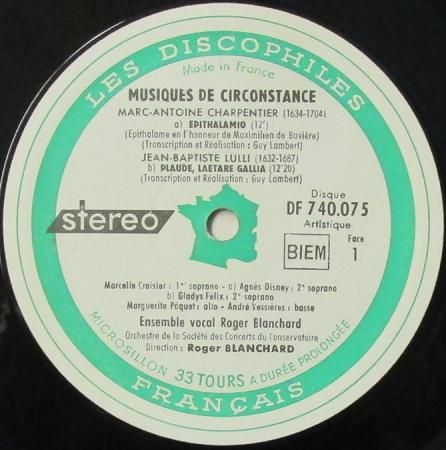 LES DISCOPHILES
Made in France
MUSIQUES DE CIRCONSTANCE
MARC-ANTOINE CHARPENTIER (1634-1704)
a) EPITHALAMIO (12')
(Epithalame en l'honneur de Maximilien de Bavière)
(Transcription et Réalisation : Guy Lambert)
JEAN-BAPTISTE LULLI (1632-1687)
b) PLAUDE, LAETARE GALLIA (12'20)
(Transcription et Réalisation : Guy Lambert)
stereo
Disque
DF 740.075
Artistique
BIEM
Face
1
Marcelle Croisier : 1er soprano - a) Agnès Disney : 2e soprano
b) Gladys Félix : 2e soprano
Marguerite Pâquet : alto - André Vessières : basse
Ensemble vocal Roger Blanchard
Orchestre de la Société des Concerts du Conservatoire
Direction : Roger BLANCHARD
MICROSILLON 33 TOURS A DURÉE PROLONGÉE
FRANÇAIS